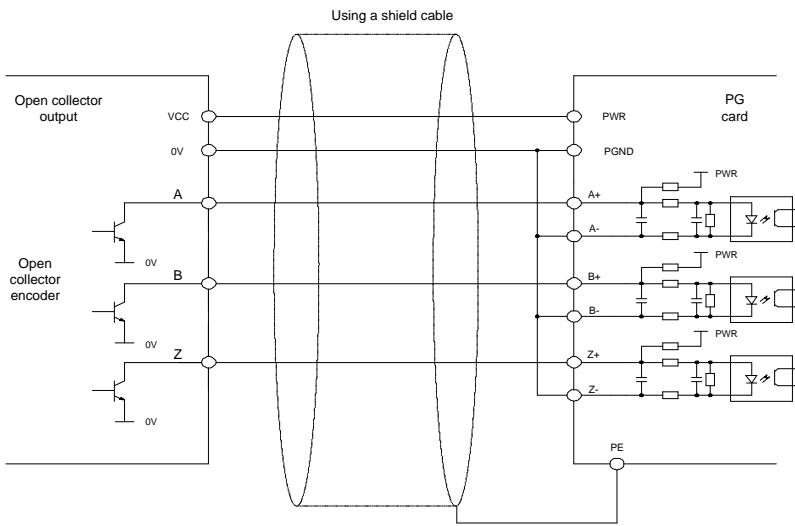 Using a shield cable
Open collector
output
PG
card
VCC
PWR
0V
PGND
PWR
A
A+
A-
0V
PWR
Open
collector
encoder
B
B+
B-
0V
PWR
Z
Z+
Z-
0V
PE